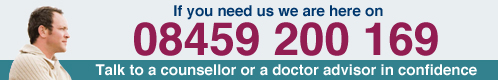 If you need us we are here on
08459 200 169
Talk to a counsellor or a doctor advisor in confidence